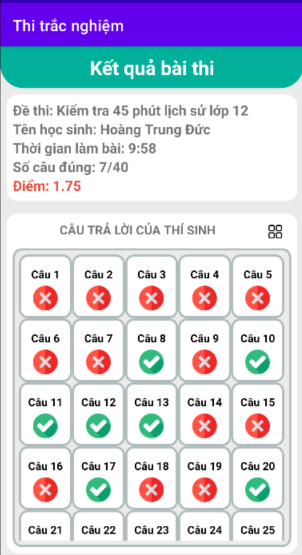 Thi trắc nghiệm
Kết quả bài thi
Đề thi: Kiểm tra 45 phút lịch sử lớp 12
Tên học sinh: Hoàng Trung Đức
Thời gian làm bài: 9:58
Số câu đúng: 7/40
Điểm: 1.75
CÂU TRẢ LỜI CỦA THÍ SINH
Câu 1 Câu 2 Câu 3 Câu 4 Câu 5
Câu 6 Câu 7 Câu 8 Câu 9 Câu 10
Câu 11 Câu 12 Câu 13 Câu 14 Câu 15
Câu 16 Câu 17 Câu 18 Câu 19 Câu 20
Câu 21 Câu 22 Câu 23 Câu 24 Câu 25